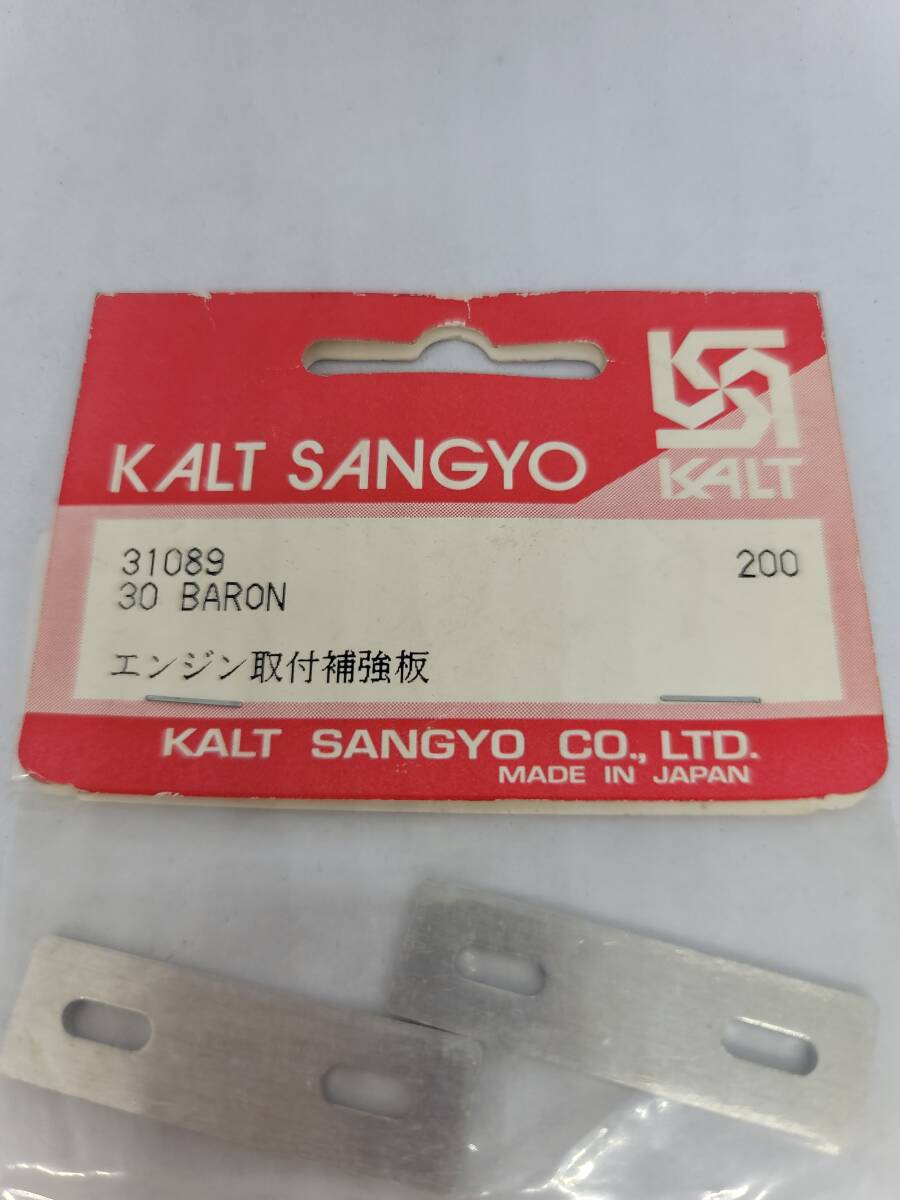 KALT
KALT SANGYO
31089 200
30 BARON
エンジン取付補強板
KALT SANGYO CO., LTD.
MADE IN JAPAN